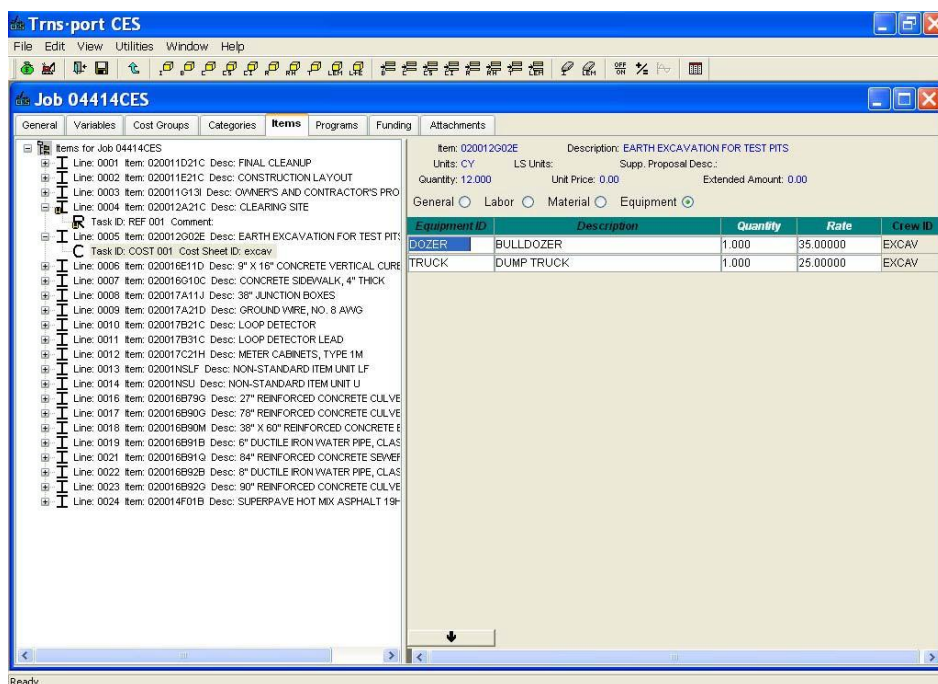 Trns·port CES
File Edit View Utilities Window Help
Job 04414CES
General Variables Cost Groups Categories Items Programs Funding Attachments
Items for Job 04414CES
Line: 0001 Item: 020011D21C Desc: FINAL CLEANUP
Line: 0002 Item: 020011E21C Desc: CONSTRUCTION LAYOUT
Line: 0003 Item: 020011G13I Desc: OWNER'S AND CONTRACTOR'S PRO
Line: 0004 Item: 020012A21C Desc: CLEARING SITE
Task ID: REF 001 Comment:
Line: 0005 Item: 020012G02E Desc: EARTH EXCAVATION FOR TEST PITS
Task ID: COST 001 Cost Sheet ID: excav
Line: 0006 Item: 020016E11D Desc: 9" X 16" CONCRETE VERTICAL CURB
Line: 0007 Item: 020016G10C Desc: CONCRETE SIDEWALK, 4" THICK
Line: 0008 Item: 020017A11J Desc: 38" JUNCTION BOXES
Line: 0009 Item: 020017A21D Desc: GROUND WIRE, NO. 8 AWG
Line: 0010 Item: 020017B21C Desc: LOOP DETECTOR
Line: 0011 Item: 020017B31C Desc: LOOP DETECTOR LEAD
Line: 0012 Item: 020017C21H Desc: METER CABINETS, TYPE 1M
Line: 0013 Item: 02001NSLF Desc: NON-STANDARD ITEM UNIT LF
Line: 0014 Item: 02001NSU Desc: NON-STANDARD ITEM UNIT U
Line: 0016 Item: 020016B79G Desc: 27" REINFORCED CONCRETE CULVE
Line: 0017 Item: 020016B90G Desc: 78" REINFORCED CONCRETE CULVE
Line: 0018 Item: 020016B90M Desc: 38" X 60" REINFORCED CONCRETE E
Line: 0019 Item: 020016B91B Desc: 6" DUCTILE IRON WATER PIPE, CLAS
Line: 0021 Item: 020016B91Q Desc: 84" REINFORCED CONCRETE SEWER
Line: 0022 Item: 020016B92B Desc: 8" DUCTILE IRON WATER PIPE, CLAS
Line: 0023 Item: 020016B92G Desc: 90" REINFORCED CONCRETE CULVE
Line: 0024 Item: 020014F01B Desc: SUPERPAVE HOT MIX ASPHALT 19H
Item: 020012G02E Description: EARTH EXCAVATION FOR TEST PITS
Units: CY LS Units: Supp. Proposal Desc.:
Quantity: 12.000 Unit Price: 0.00 Extended Amount: 0.00
General Labor Material Equipment
Equipment ID Description Quantity Rate Crew ID
DOZER BULLDOZER 1.000 35.00000 EXCAV
TRUCK DUMP TRUCK 1.000 25.00000 EXCAV
Ready